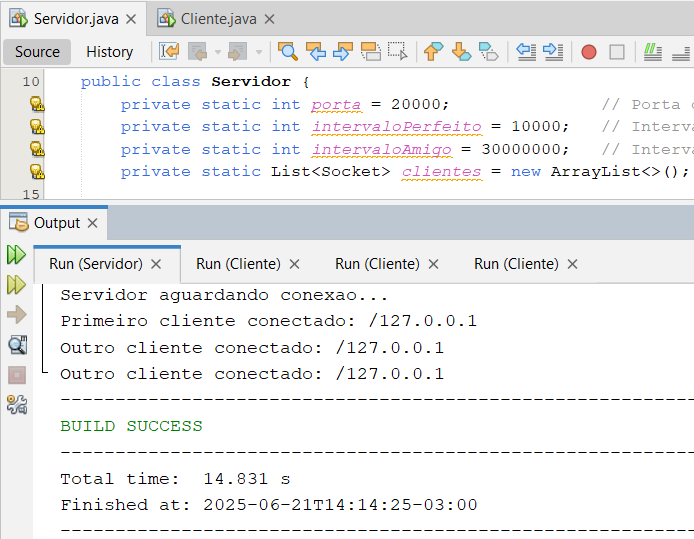 Servidor.java
Cliente.java
Source
History
10 public class Servidor {
private static int porta = 20000; // Porta
private static int intervaloPerfeito = 10000; // Interva
private static int intervaloAmigo = 30000000; // Interva
private static List<Socket> clientes = new ArrayList<>();
15
Output
Run (Servidor)
Run (Cliente)
Run (Cliente)
Run (Cliente)
Servidor aguardando conexao...
Primeiro cliente conectado: /127.0.0.1
Outro cliente conectado: /127.0.0.1
Outro cliente conectado: /127.0.0.1
------------------------------------------------------------
BUILD SUCCESS
------------------------------------------------------------
Total time:  14.831 s
Finished at: 2025-06-21T14:14:25-03:00
------------------------------------------------------------